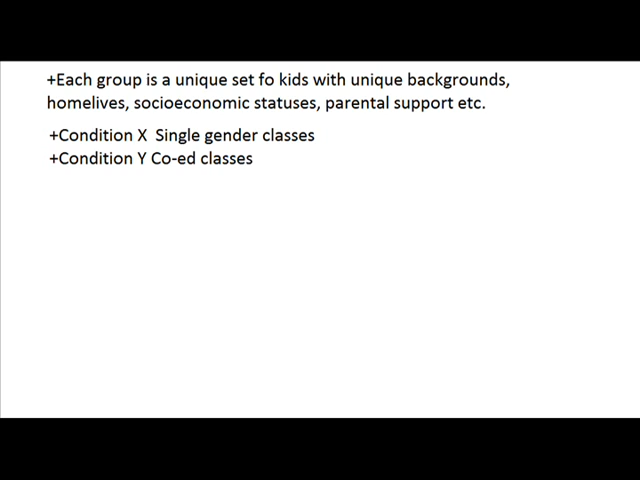 +Each group is a unique set fo kids with unique backgrounds,
homelives, socioeconomic statuses, parental support etc.
+Condition X  Single gender classes
+Condition Y Co-ed classes